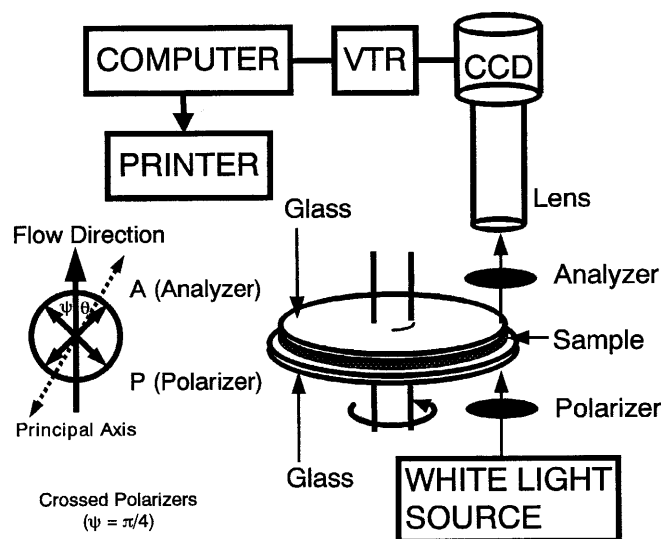 COMPUTER
VTR
CCD
PRINTER
Lens
Glass
Flow Direction
A (Analyzer)
Analyzer
ψ θ
Sample
P (Polarizer)
Polarizer
Principal Axis
Glass
WHITE LIGHT
SOURCE
Crossed Polarizers
(ψ = π/4)